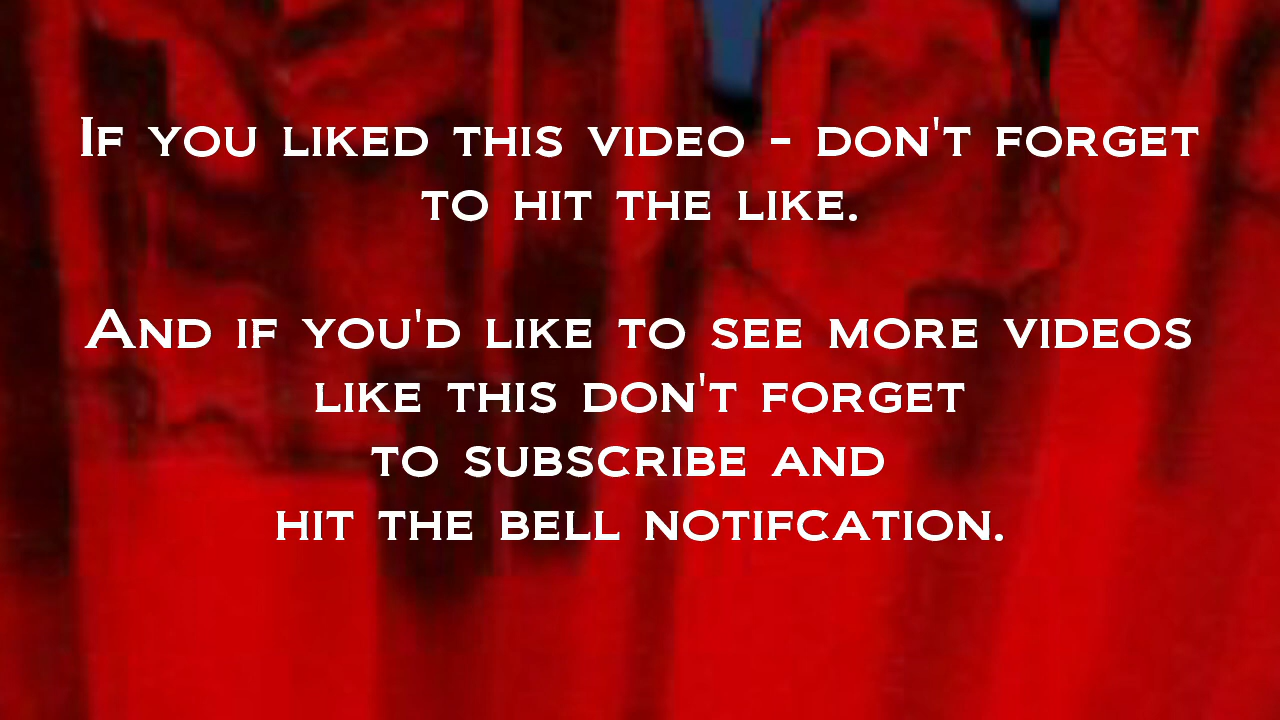 If you liked this video - don't forget
to hit the like.
And if you'd like to see more videos
like this don't forget
to subscribe and
hit the bell notifcation.